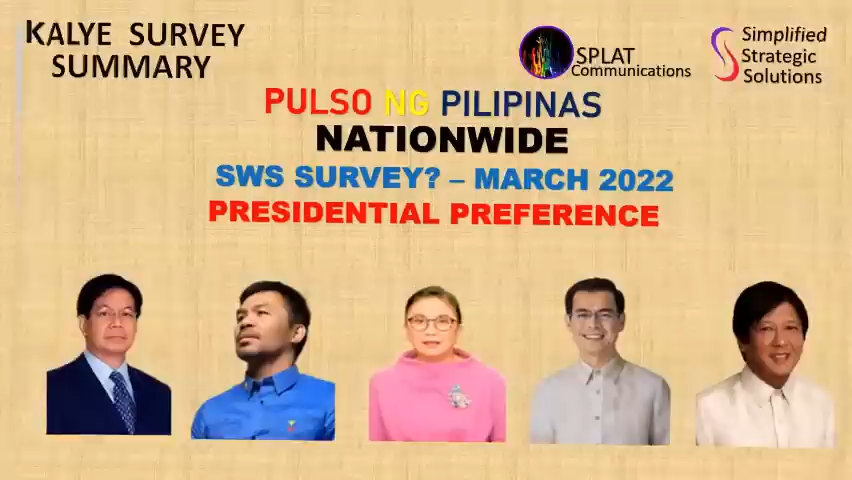 KALYE SURVEY
SUMMARY
SPLAT
Communications
Simplified
Strategic
Solutions
PULSO NG PILIPINAS
NATIONWIDE
SWS SURVEY? – MARCH 2022
PRESIDENTIAL PREFERENCE